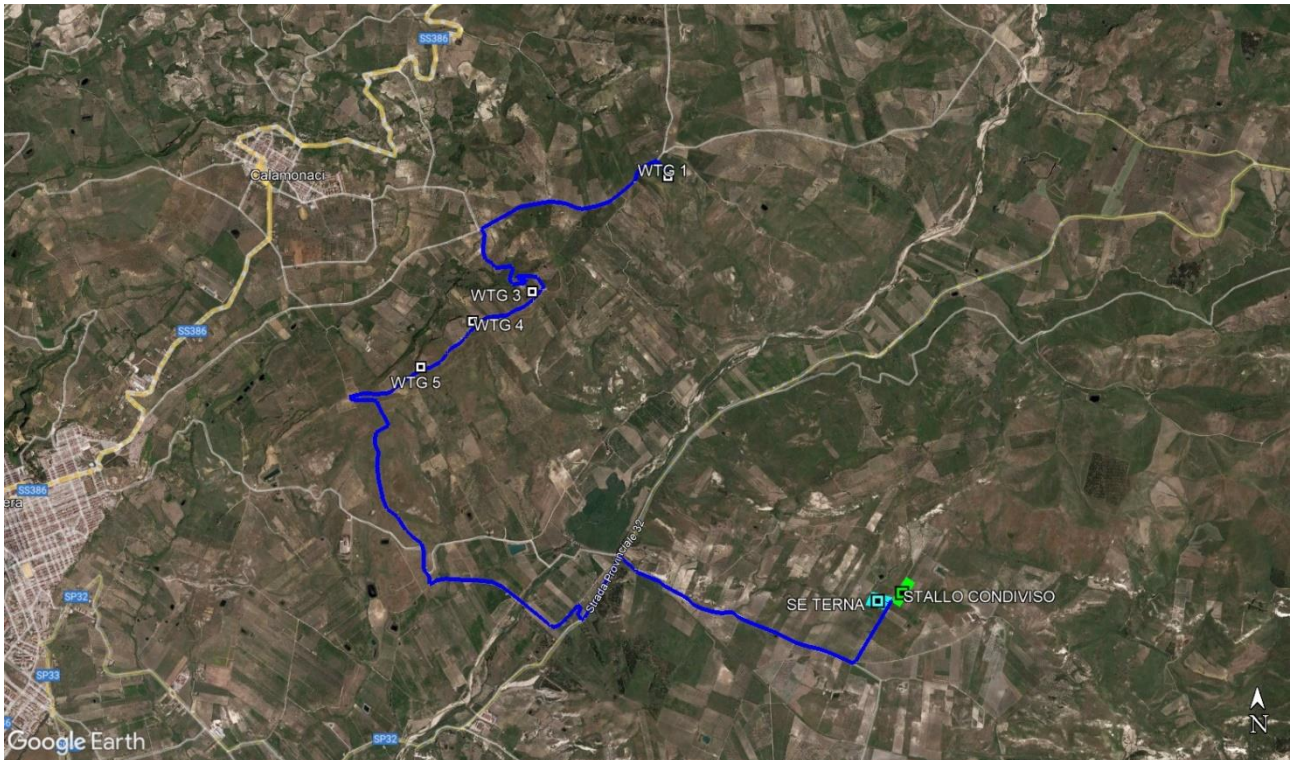 SS386
Calamonaci
WTG 1
WTG 3
WTG 4
SS386
WTG 5
SS386
era
Strada Provinciale 32
SP32
SE TERNA
STALLO CONDIVISO
SP33
SP32
N
Google Earth